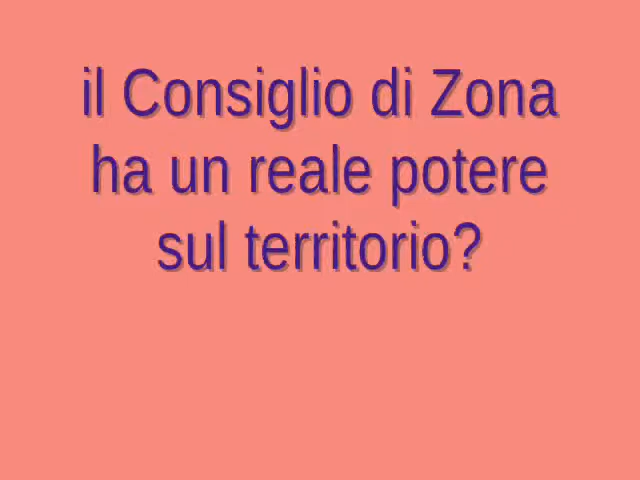 il Consiglio di Zona
ha un reale potere
sul territorio?